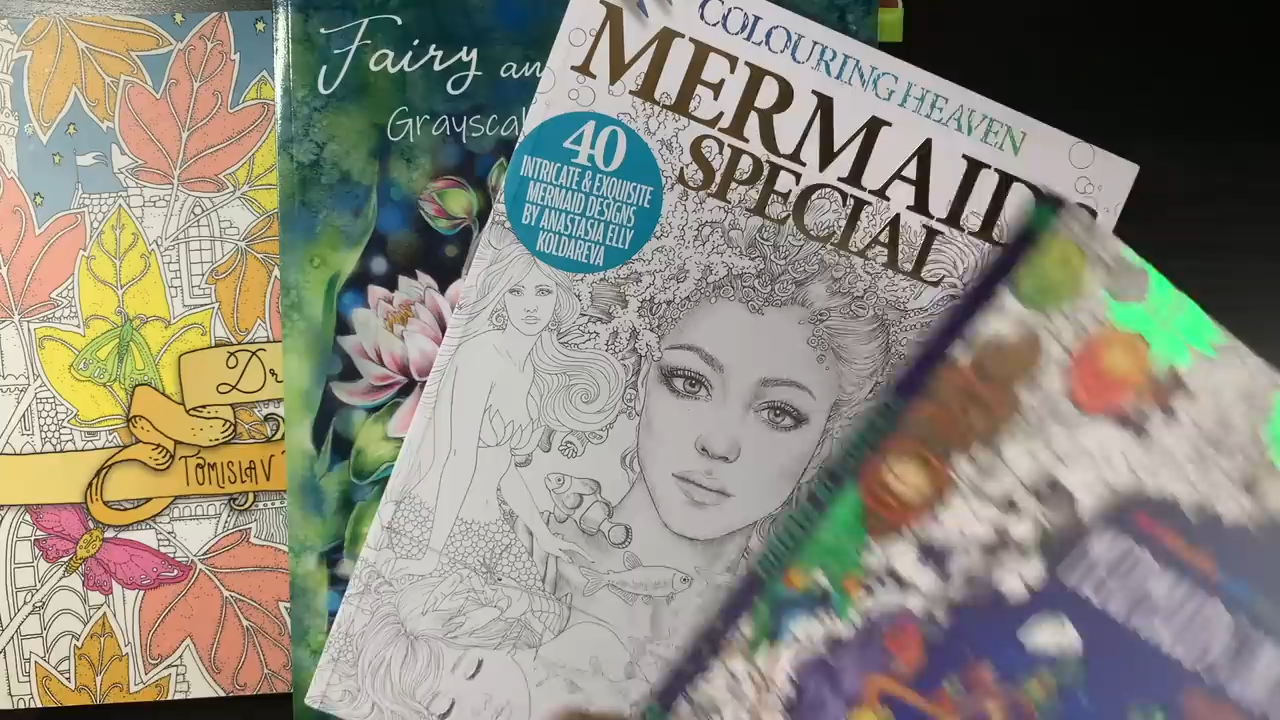 Dr
TOMISLAV
Fairy an
Grayscal
COLOURING HEAVEN
MERMAID
SPECIAL
40
INTRICATE & EXQUISITE
MERMAID DESIGNS
BY ANASTASIA ELLY
KOLDAREVA